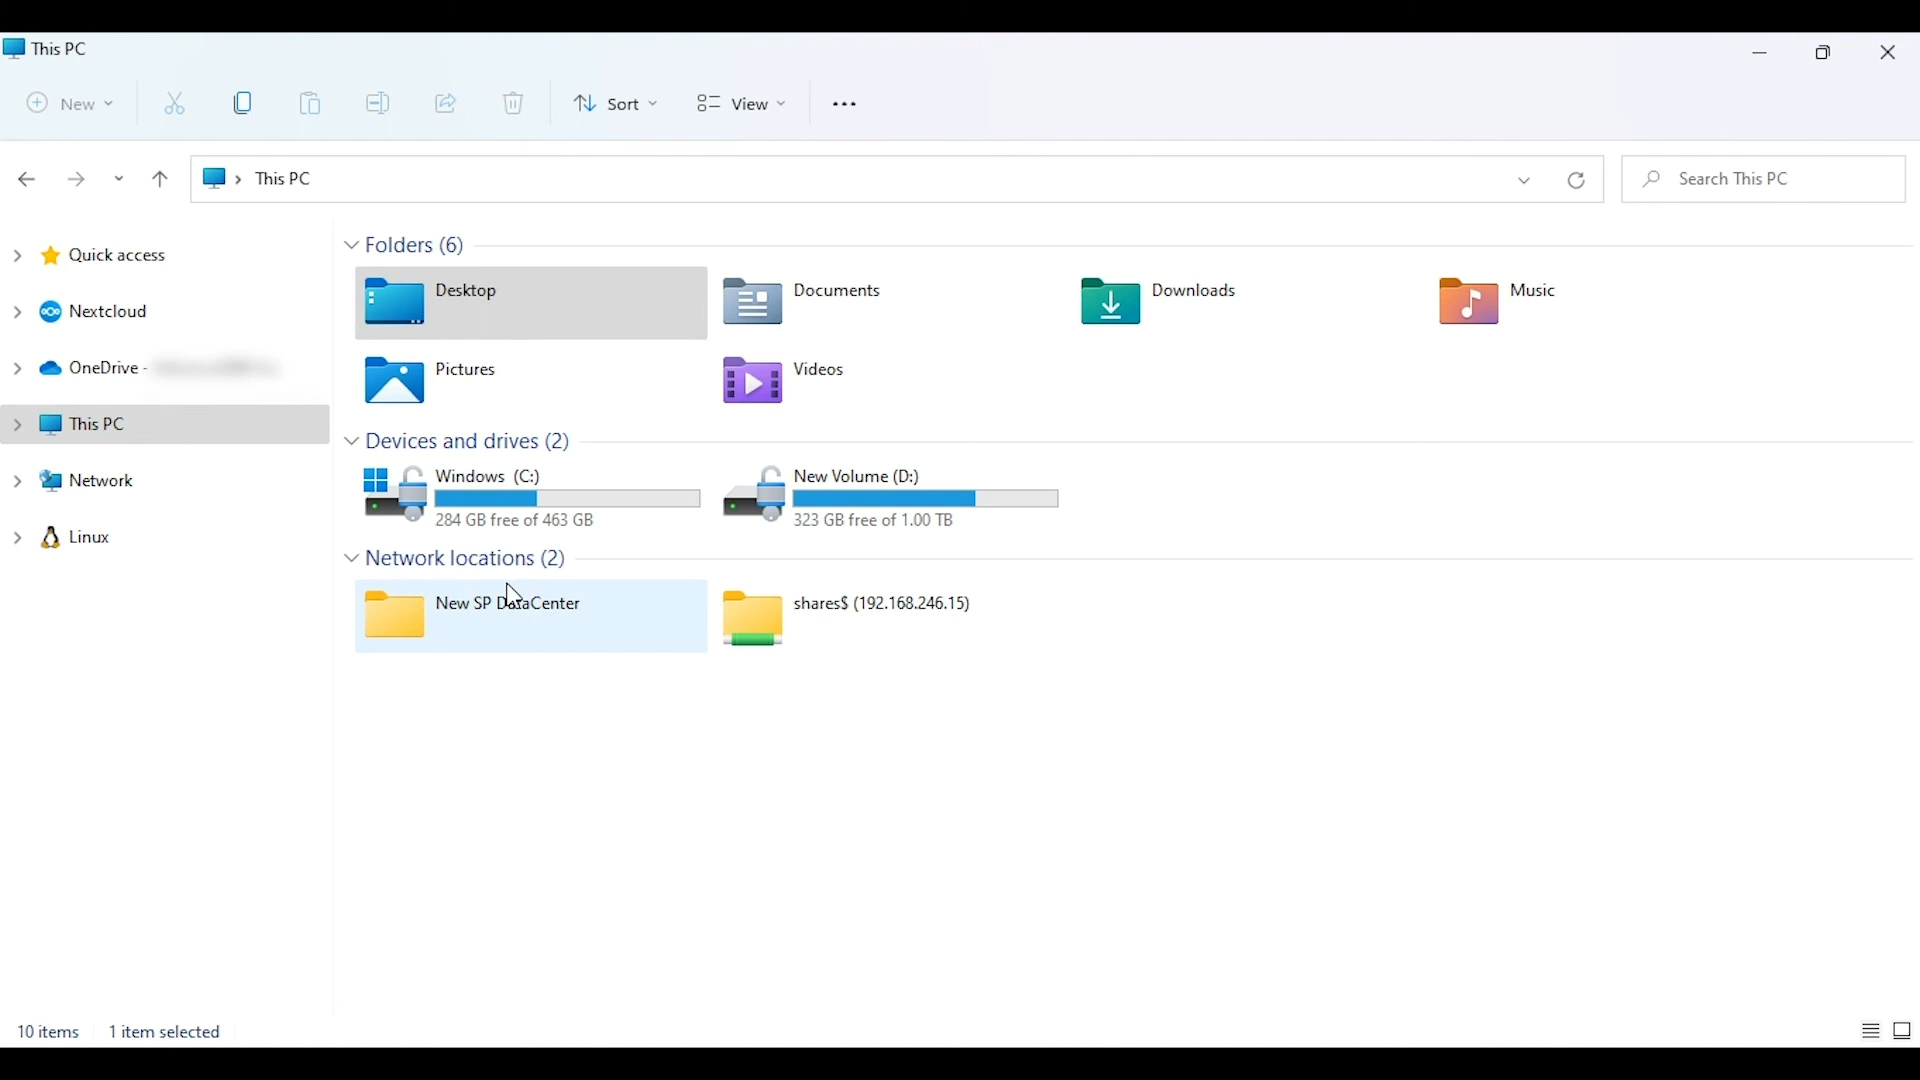 This PC
New
Sort
View
This PC
Search This PC
Quick access
Nextcloud
OneDrive -
This PC
Network
Linux
Folders (6)
Desktop
Documents
Downloads
Music
Pictures
Videos
Devices and drives (2)
Windows (C:)
284 GB free of 463 GB
New Volume (D:)
323 GB free of 1.00 TB
Network locations (2)
New SP DataCenter
shares$ (192.168.246.15)
10 items 1 item selected